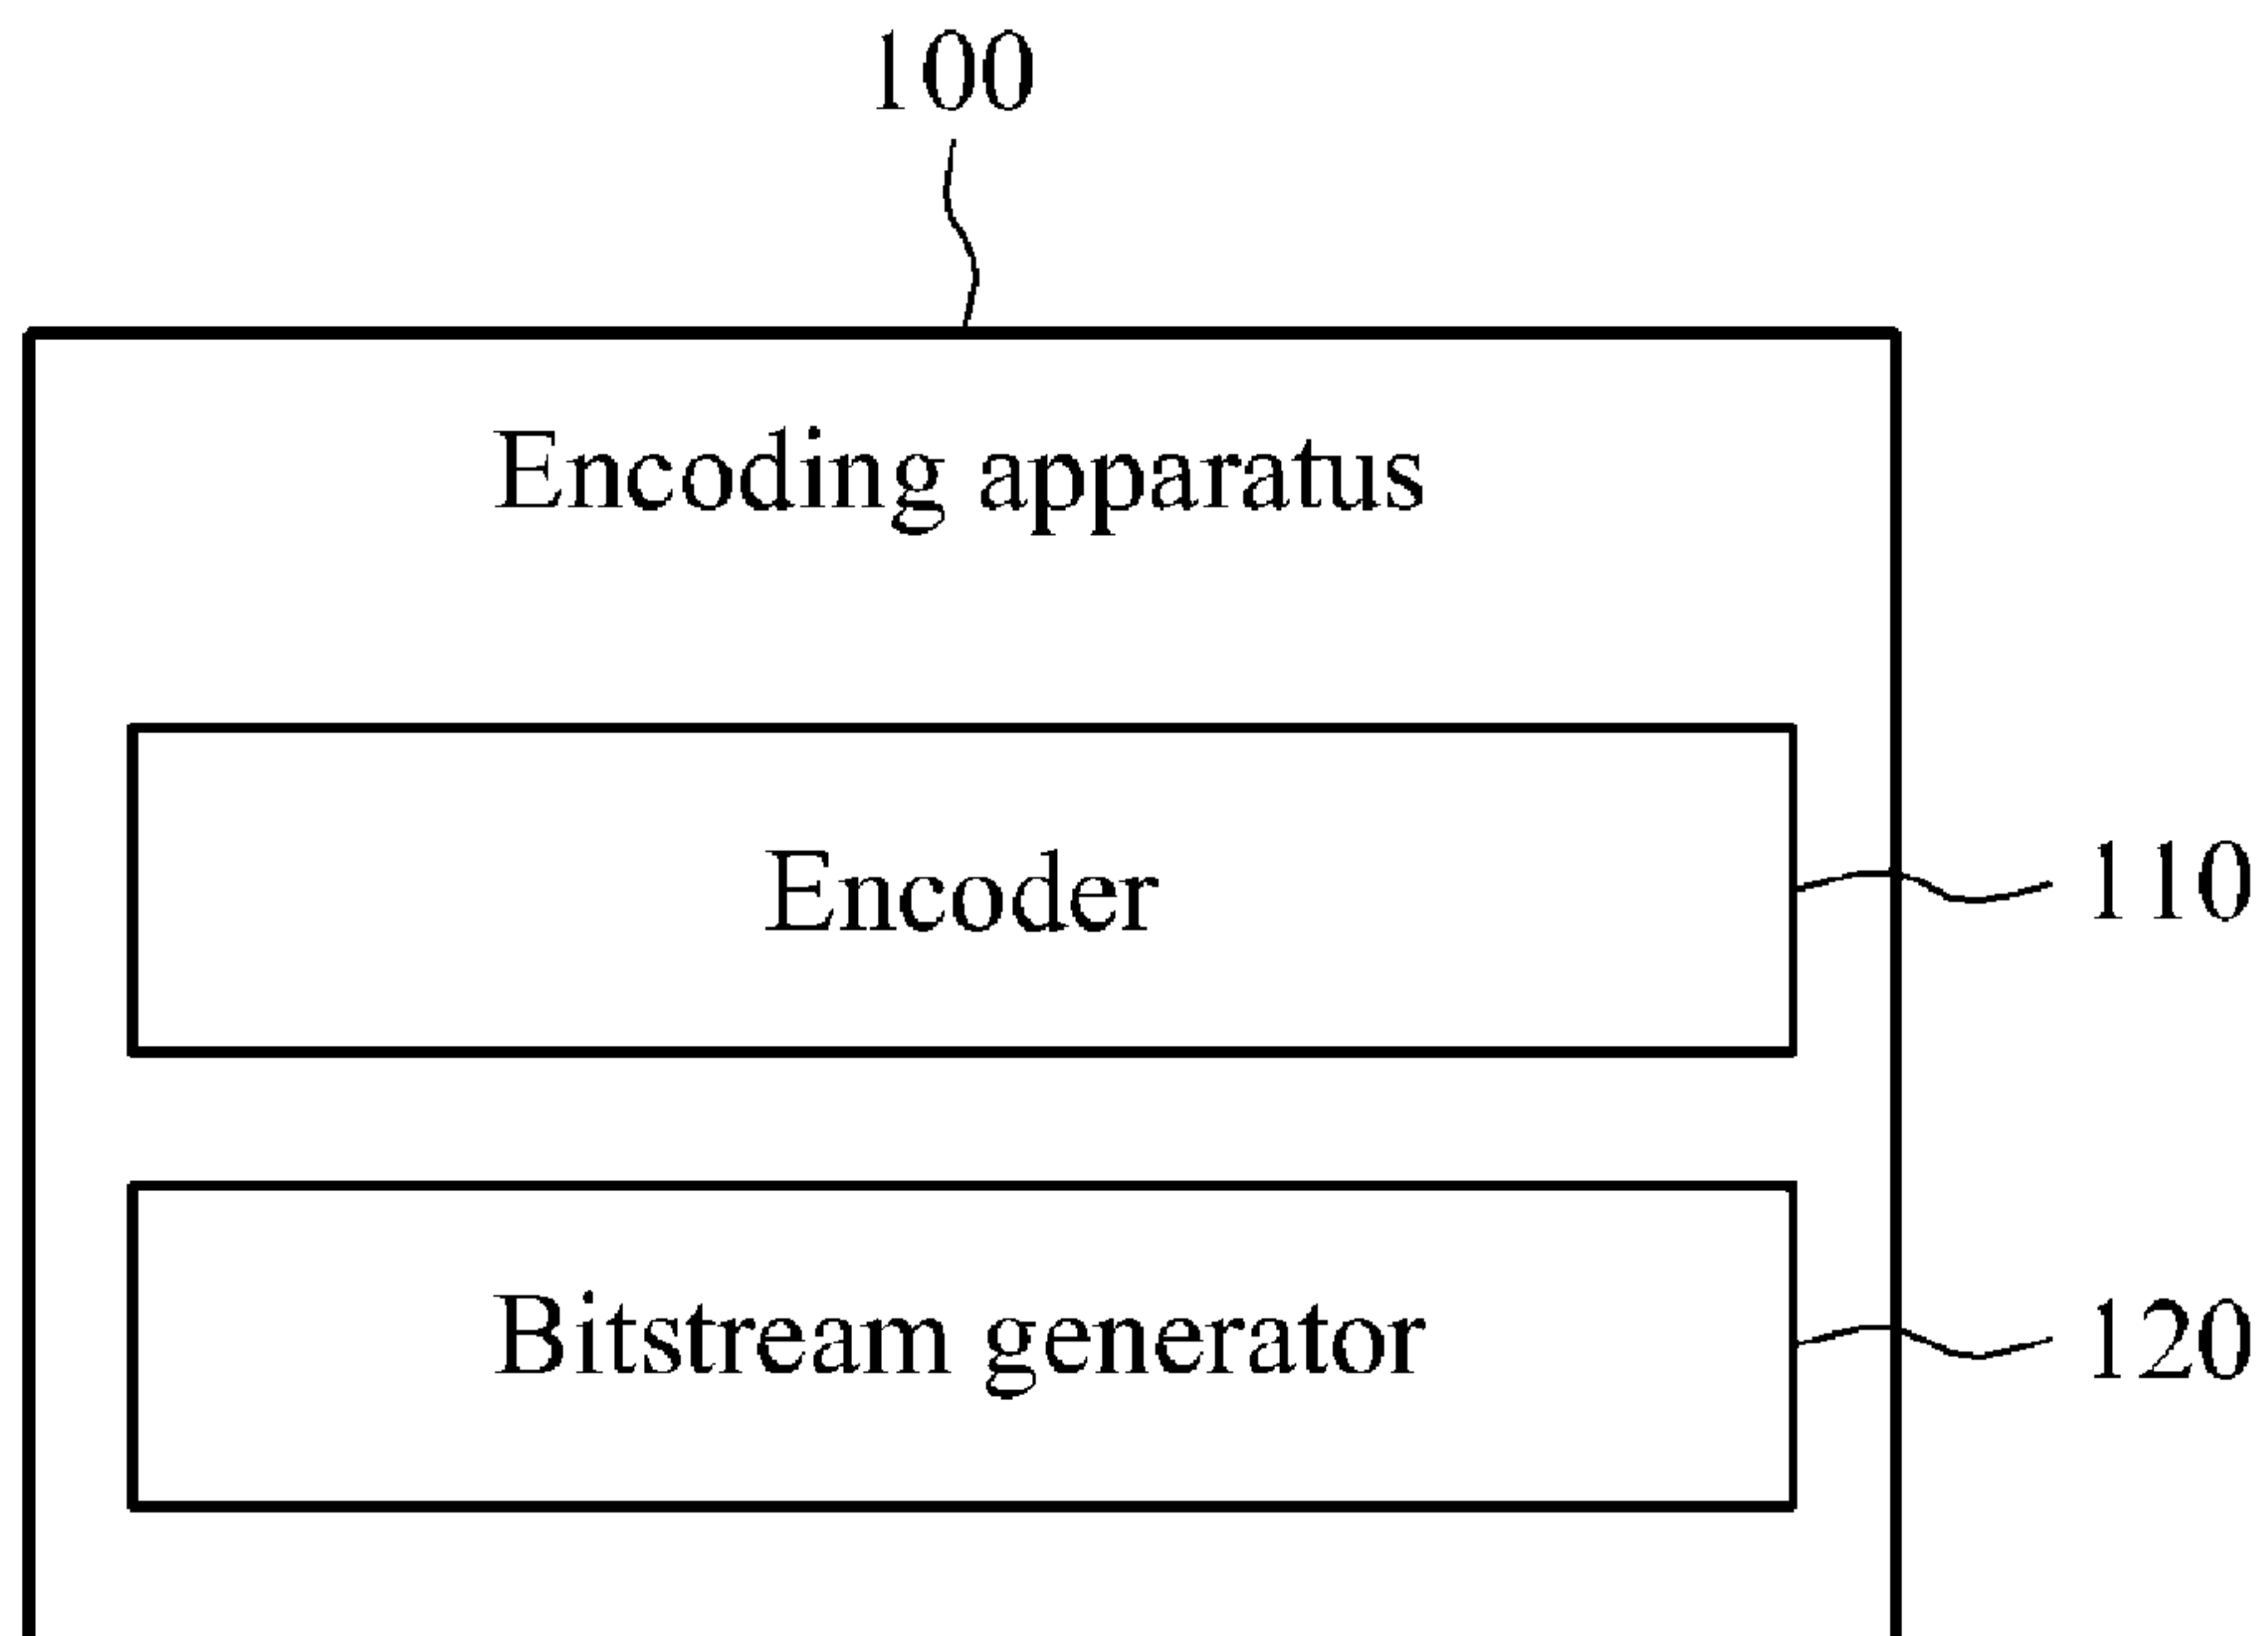 100
Encoding apparatus
Encoder
110
Bitstream generator
120